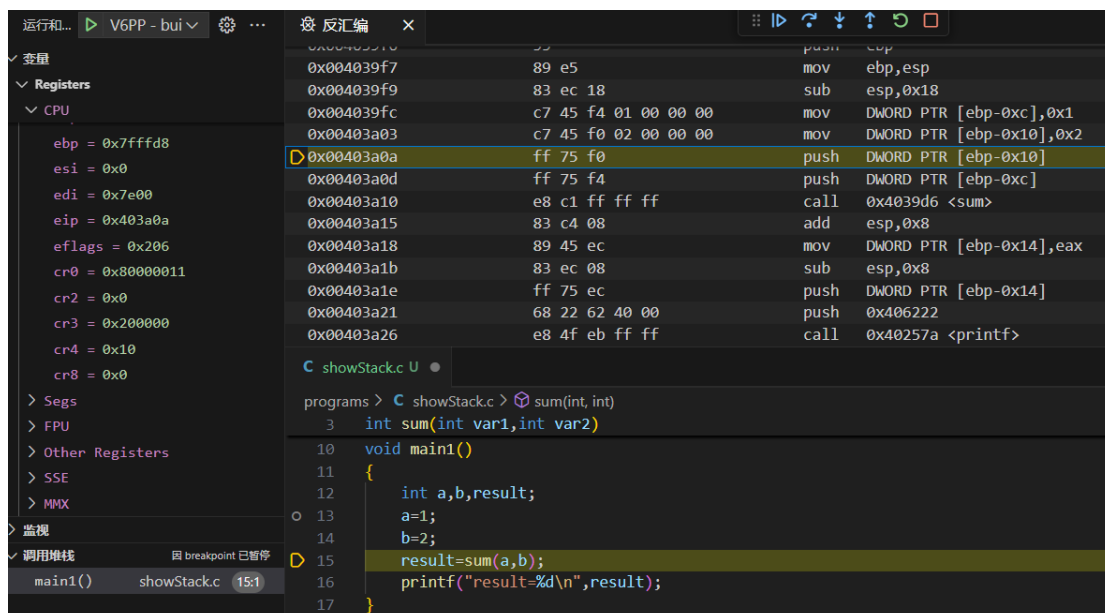 运行和... V6PP - bui
变量
Registers
CPU
ebp = 0x7fffd8
esi = 0x0
edi = 0x7e00
eip = 0x403a0a
eflags = 0x206
cr0 = 0x80000011
cr2 = 0x0
cr3 = 0x200000
cr4 = 0x10
cr8 = 0x0
Segs
FPU
Other Registers
SSE
MMX
监视
调用堆栈 因 breakpoint 已暂停
main1() showStack.c 15:1
反汇编
0x004039f7 89 e5 mov ebp,esp
0x004039f9 83 ec 18 sub esp,0x18
0x004039fc c7 45 f4 01 00 00 00 mov DWORD PTR [ebp-0xc],0x1
0x00403a03 c7 45 f0 02 00 00 00 mov DWORD PTR [ebp-0x10],0x2
0x00403a0a ff 75 f0 push DWORD PTR [ebp-0x10]
0x00403a0d ff 75 f4 push DWORD PTR [ebp-0xc]
0x00403a10 e8 c1 ff ff ff call 0x4039d6 <sum>
0x00403a15 83 c4 08 add esp,0x8
0x00403a18 89 45 ec mov DWORD PTR [ebp-0x14],eax
0x00403a1b 83 ec 08 sub esp,0x8
0x00403a1e ff 75 ec push DWORD PTR [ebp-0x14]
0x00403a21 68 22 62 40 00 push 0x406222
0x00403a26 e8 4f eb ff ff call 0x40257a <printf>
C showStack.c U
programs > C showStack.c > sum(int, int)
3 int sum(int var1,int var2)
10 void main1()
11 {
12 int a,b,result;
13 a=1;
14 b=2;
15 result=sum(a,b);
16 printf("result=%d\n",result);
17 }